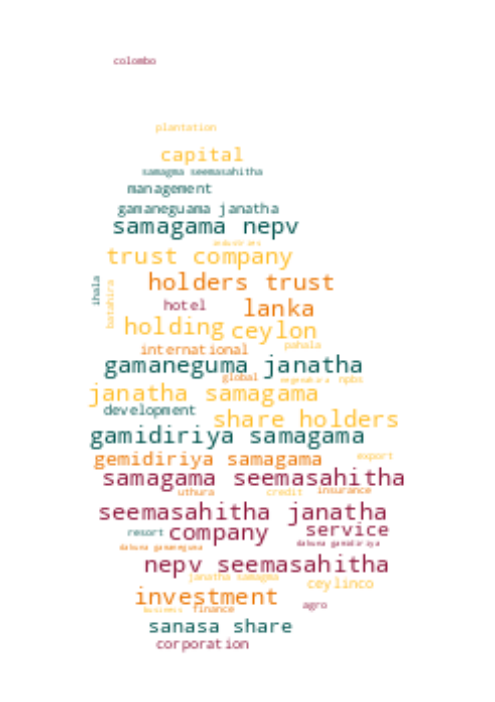 colombo
plantation
capital
samagma seemasahitha
management
gamaneguama janatha
samagama nepv
industries
trust company
holders trust
ihala
batahira
hotel
lanka
holding
ceylon
international
pahala
gamaneguma janatha
global
npbs
janatha samagama
development
share holders
gamidiriya samagama
gemidiriya samagama
export
samagama seemasahitha
uthura
credit
insurance
seemasahitha janatha
resort
company
service
dakuna gamidiriya
dakuna gamaneguma
nepv seemasahitha
janatha samagma
ceylinco
investment
agro
business
finance
sanasa share
corporation